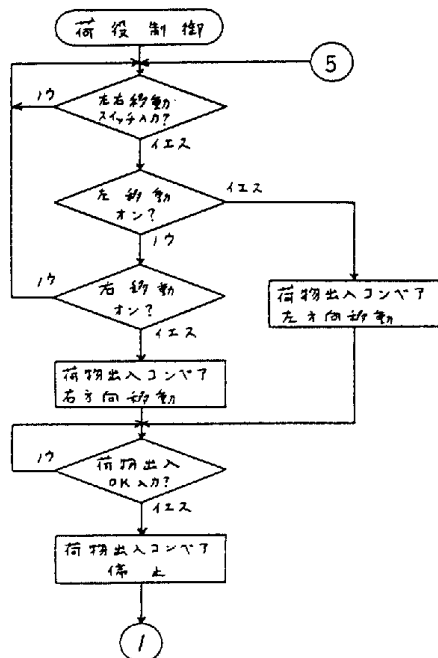 荷役制御
5
左右移動
スイッチ入力?
ノウ
イエス
左移動
オン?
イエス
ノウ
右移動
オン?
ノウ
イエス
荷物出入コンベア
左方向移動
荷物出入コンベア
右方向移動
荷物出入
OK入力?
ノウ
イエス
荷物出入コンベア
停止
1